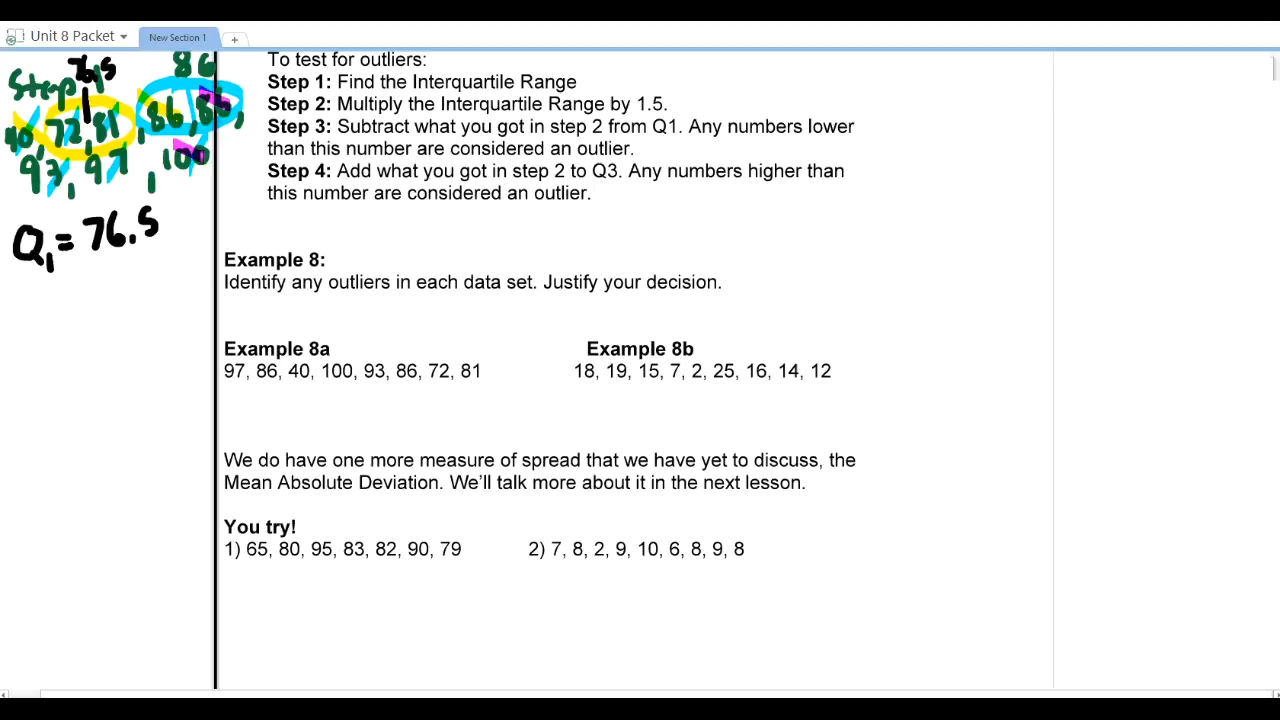 Unit 8 Packet
New Section 1
+
76.5
86
Step 1
40, 72, 81, 86, 86,
93, 97, 100
Q1 = 76.5
To test for outliers:
Step 1: Find the Interquartile Range
Step 2: Multiply the Interquartile Range by 1.5.
Step 3: Subtract what you got in step 2 from Q1. Any numbers lower
than this number are considered an outlier.
Step 4: Add what you got in step 2 to Q3. Any numbers higher than
this number are considered an outlier.
Example 8:
Identify any outliers in each data set. Justify your decision.
Example 8a
97, 86, 40, 100, 93, 86, 72, 81
Example 8b
18, 19, 15, 7, 2, 25, 16, 14, 12
We do have one more measure of spread that we have yet to discuss, the
Mean Absolute Deviation. We'll talk more about it in the next lesson.
You try!
1) 65, 80, 95, 83, 82, 90, 79
2) 7, 8, 2, 9, 10, 6, 8, 9, 8